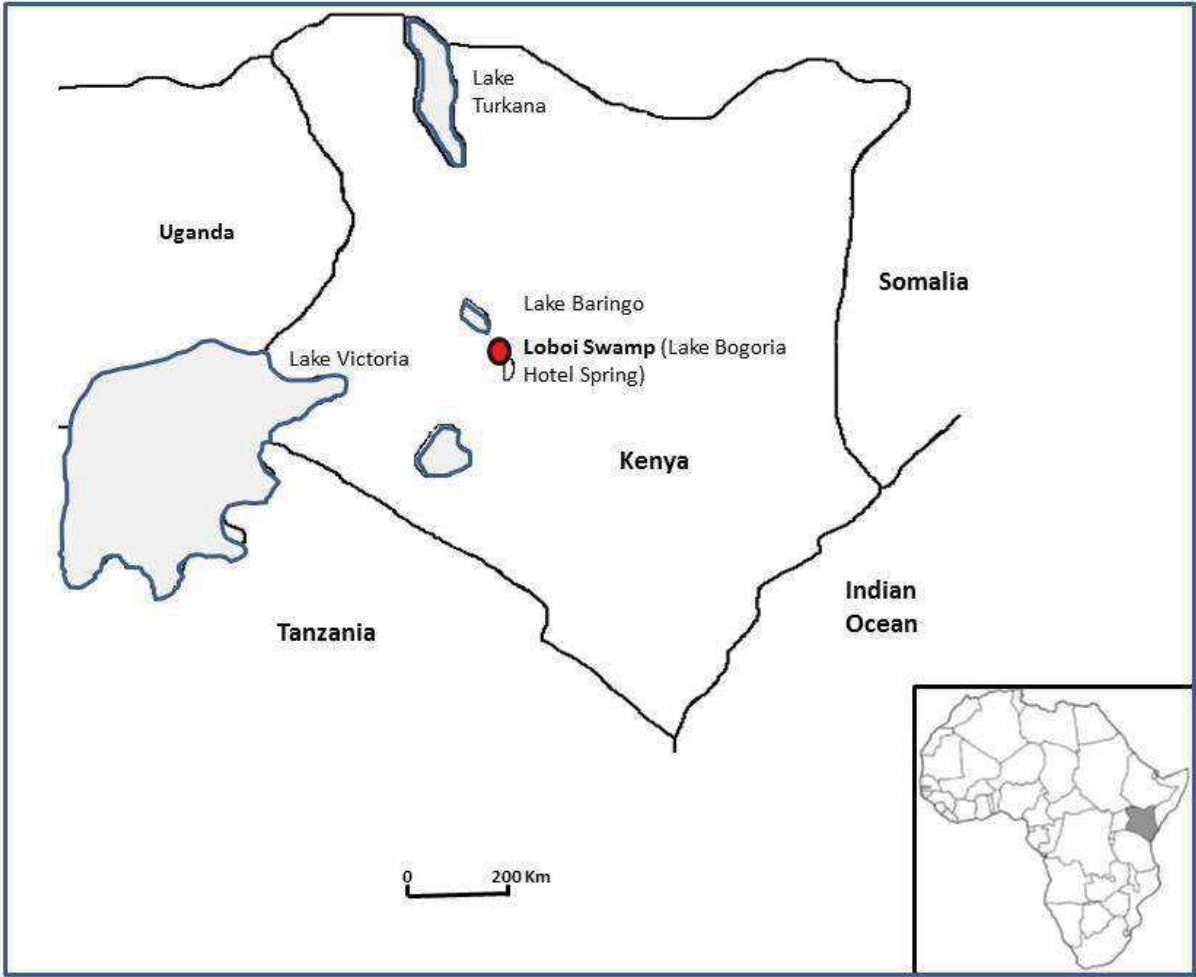 Lake
Turkana
Uganda
Somalia
Lake Baringo
Loboi Swamp (Lake Bogoria
Hotel Spring)
Lake Victoria
Kenya
Indian
Ocean
Tanzania
0 200 Km